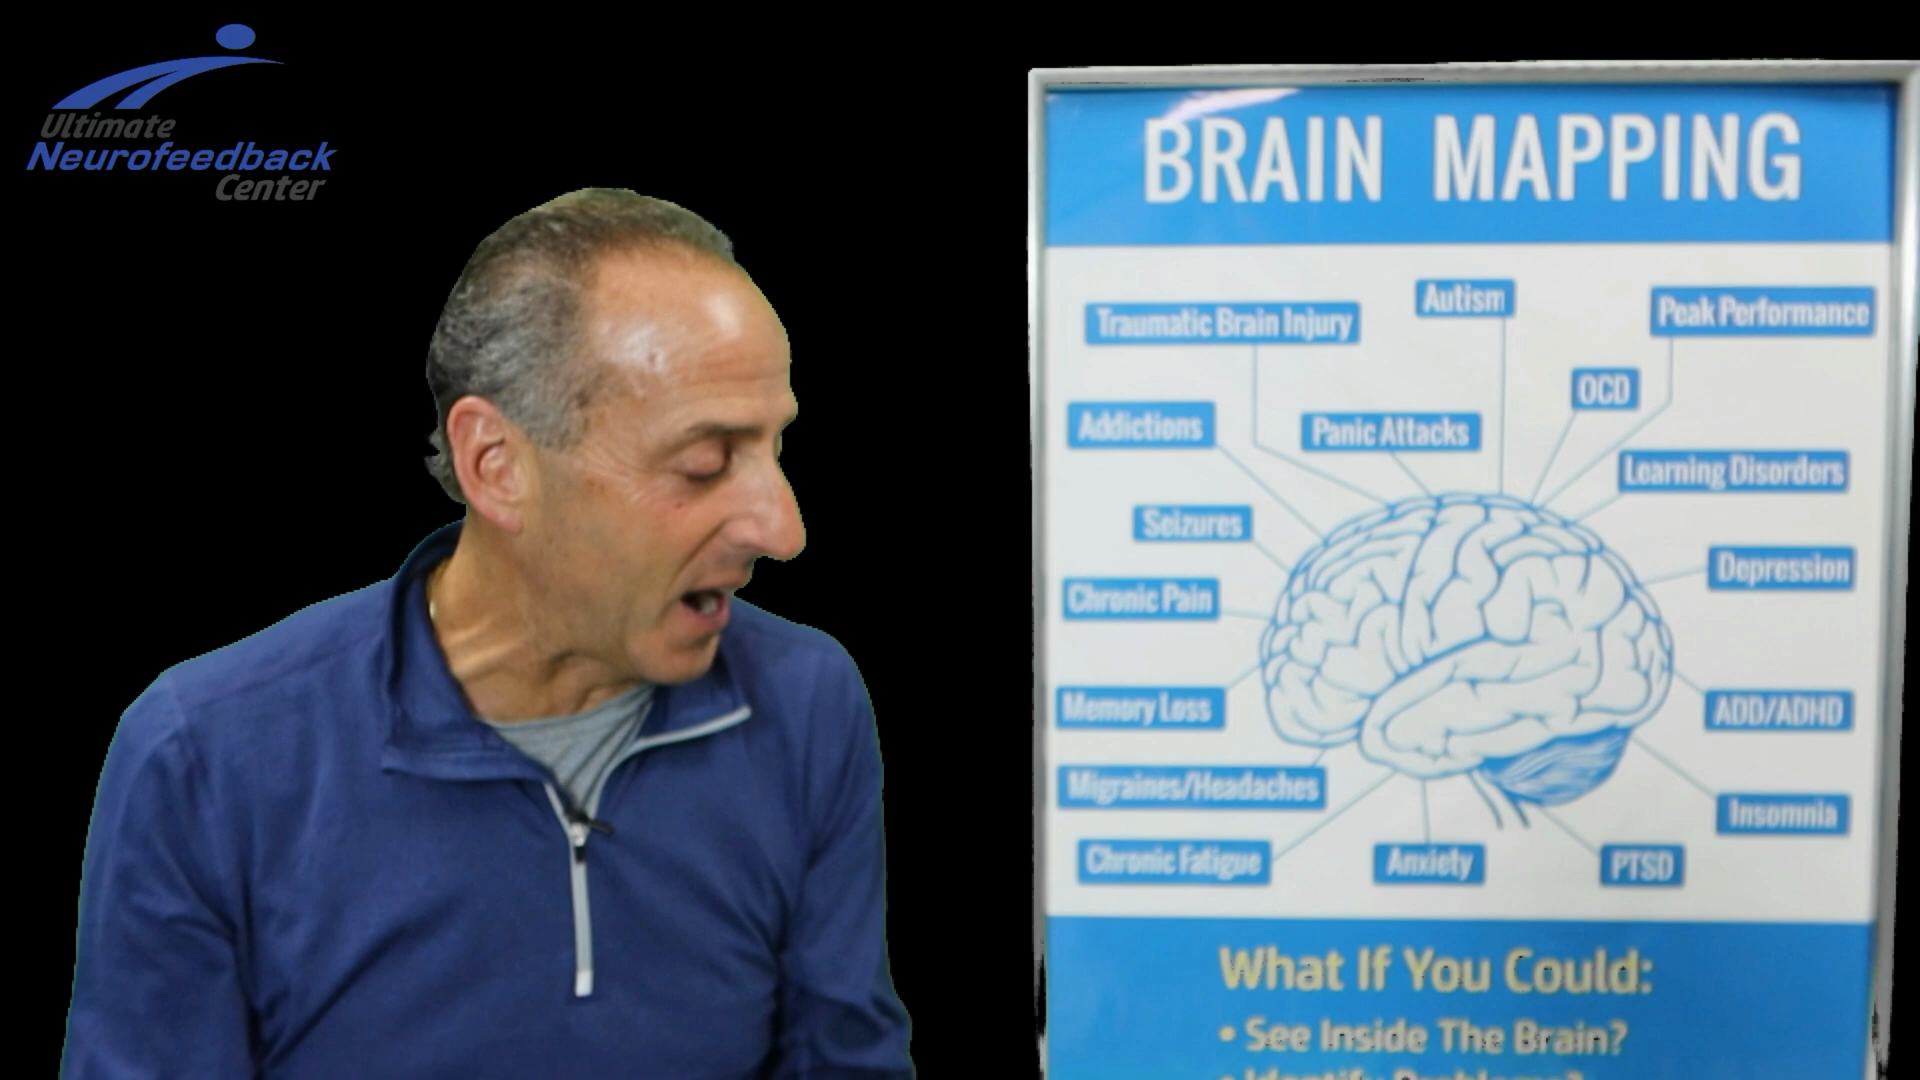 Ultimate
Neurofeedback
Center
BRAIN MAPPING
Autism
Peak Performance
Traumatic Brain Injury
OCD
Addictions
Panic Attacks
Learning Disorders
Seizures
Depression
Chronic Pain
Memory Loss
ADD/ADHD
Migraines/Headaches
Insomnia
Chronic Fatigue
Anxiety
PTSD
What If You Could:
• See Inside The Brain?
• Identify Problems?